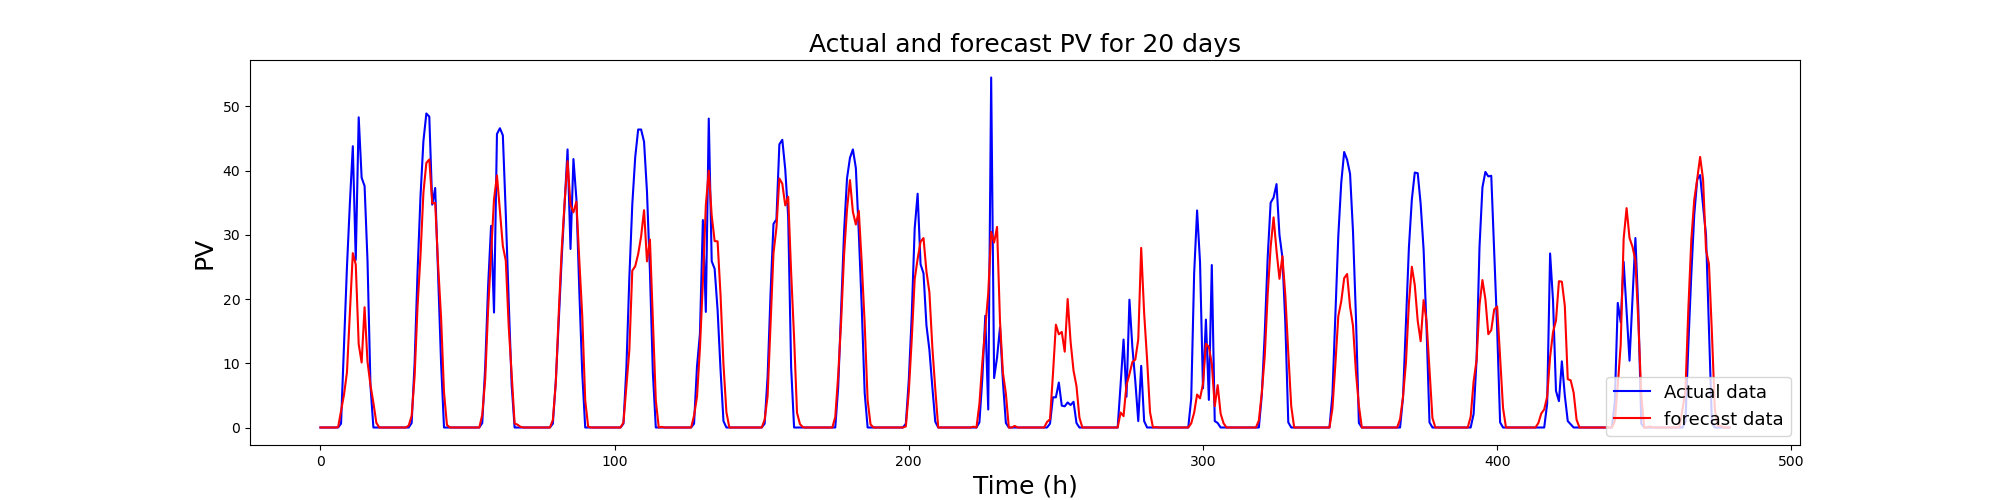 Actual and forecast PV for 20 days
PV
50
40
30
20
10
0
0 100 200 300 400 500
Time (h)
Actual data
forecast data